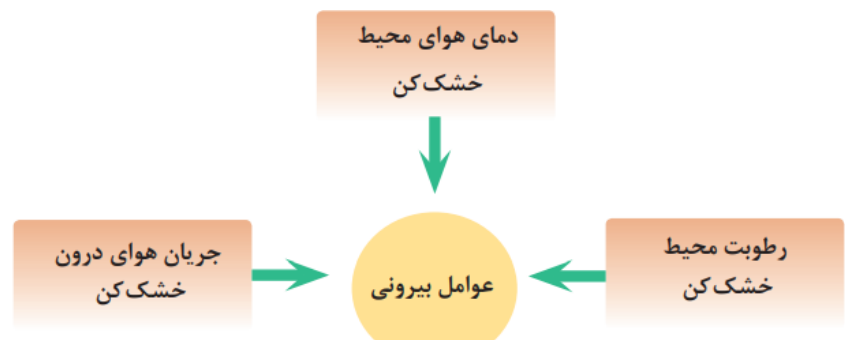 دمای هوای محیط
خشک‌کن
رطوبت محیط
خشک‌کن
عوامل بیرونی
جریان هوای درون
خشک‌کن